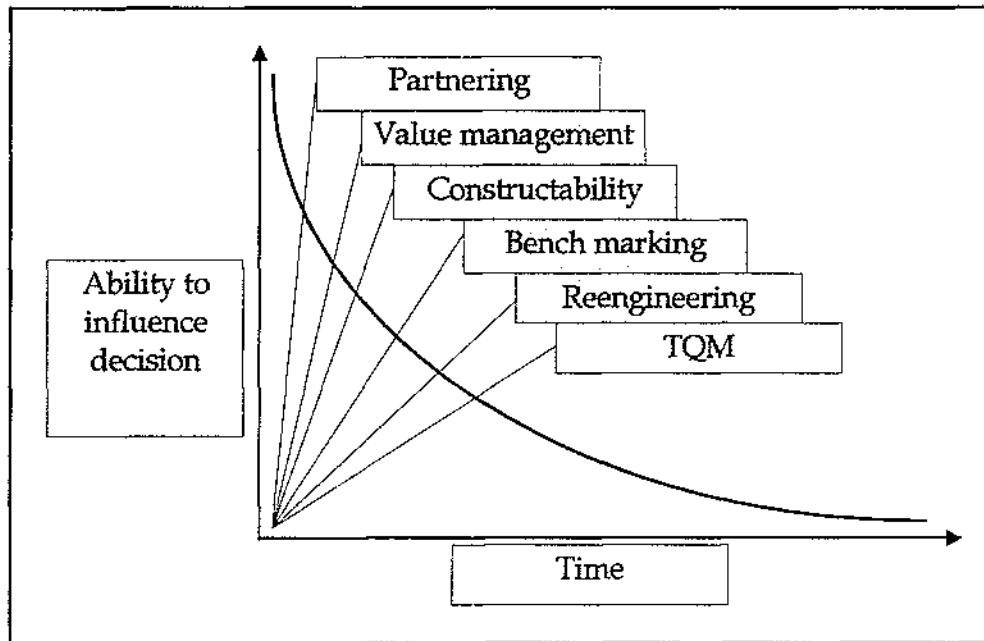 Partnering
Value management
Constructability
Bench marking
Reengineering
TQM
Ability to
influence
decision
Time